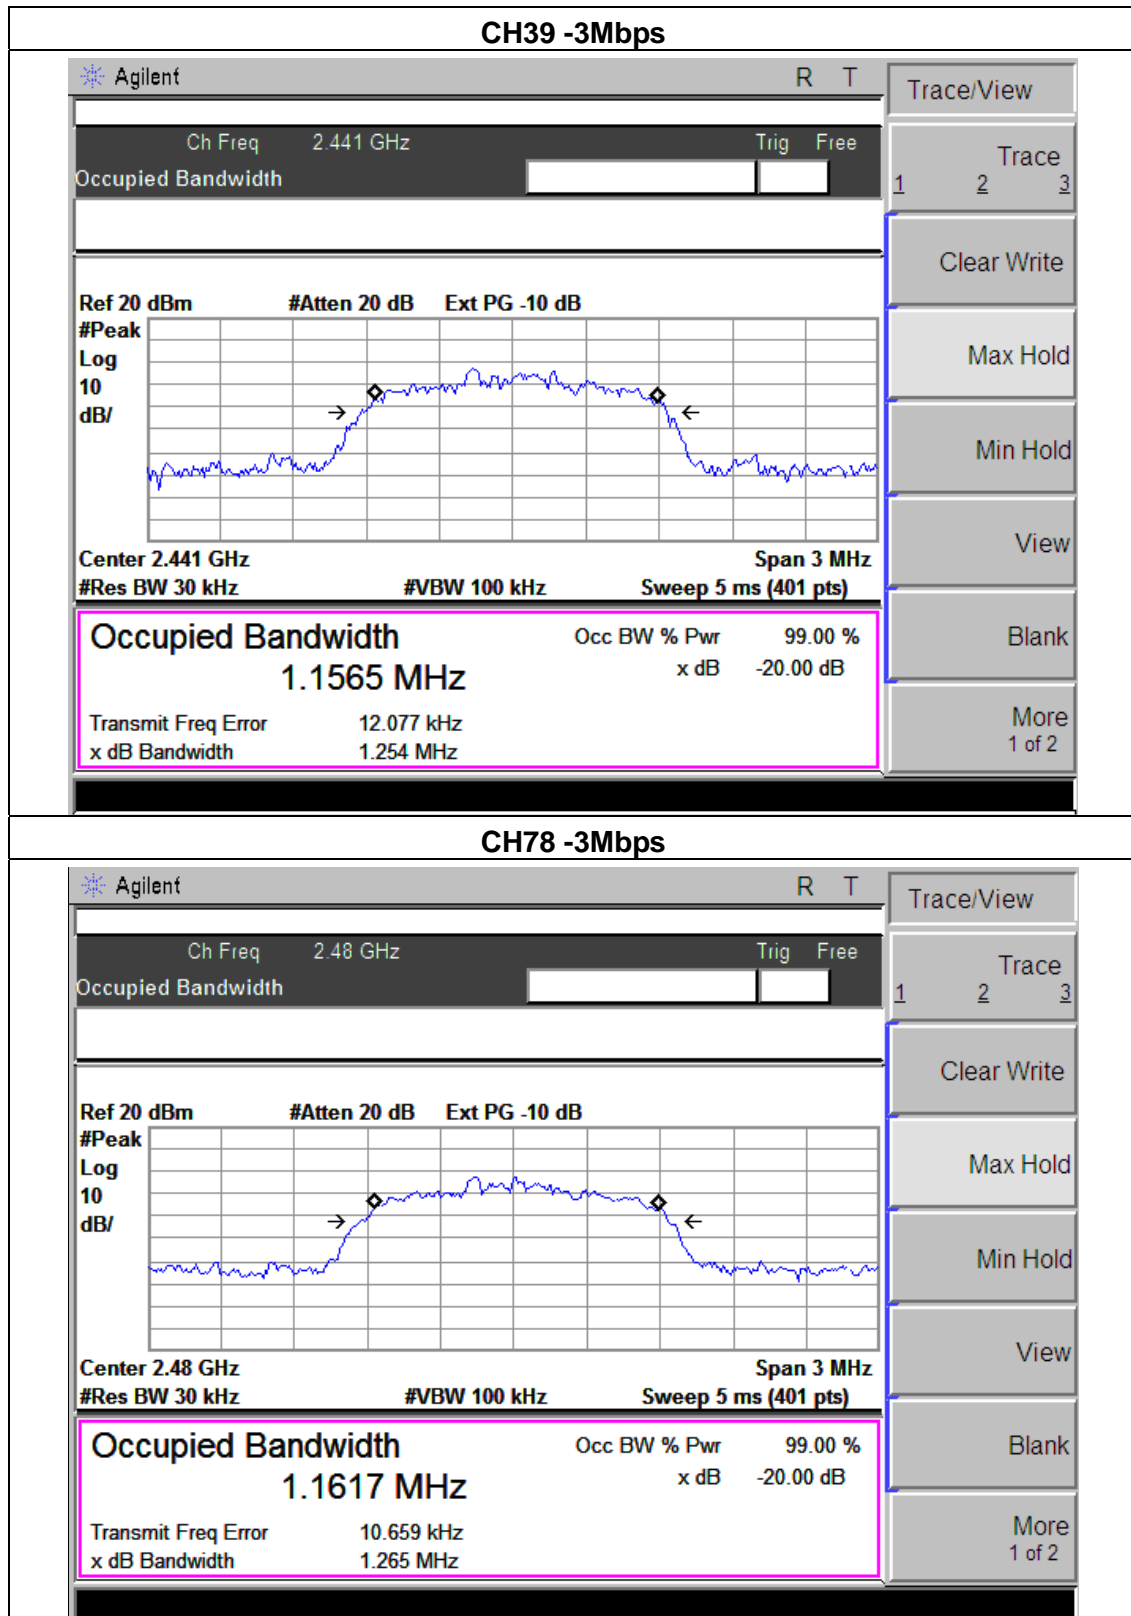 CH39 -3Mbps
Agilent R T
Ch Freq 2.441 GHz Trig Free
Occupied Bandwidth
Ref 20 dBm #Atten 20 dB Ext PG -10 dB
#Peak
Log
10
dB/
Center 2.441 GHz Span 3 MHz
#Res BW 30 kHz #VBW 100 kHz Sweep 5 ms (401 pts)
Occupied Bandwidth Occ BW % Pwr 99.00 %
1.1565 MHz x dB -20.00 dB
Transmit Freq Error 12.077 kHz
x dB Bandwidth 1.254 MHz
Trace/View
Trace
1 2 3
Clear Write
Max Hold
Min Hold
View
Blank
More
1 of 2
CH78 -3Mbps
Agilent R T
Ch Freq 2.48 GHz Trig Free
Occupied Bandwidth
Ref 20 dBm #Atten 20 dB Ext PG -10 dB
#Peak
Log
10
dB/
Center 2.48 GHz Span 3 MHz
#Res BW 30 kHz #VBW 100 kHz Sweep 5 ms (401 pts)
Occupied Bandwidth Occ BW % Pwr 99.00 %
1.1617 MHz x dB -20.00 dB
Transmit Freq Error 10.659 kHz
x dB Bandwidth 1.265 MHz
Trace/View
Trace
1 2 3
Clear Write
Max Hold
Min Hold
View
Blank
More
1 of 2